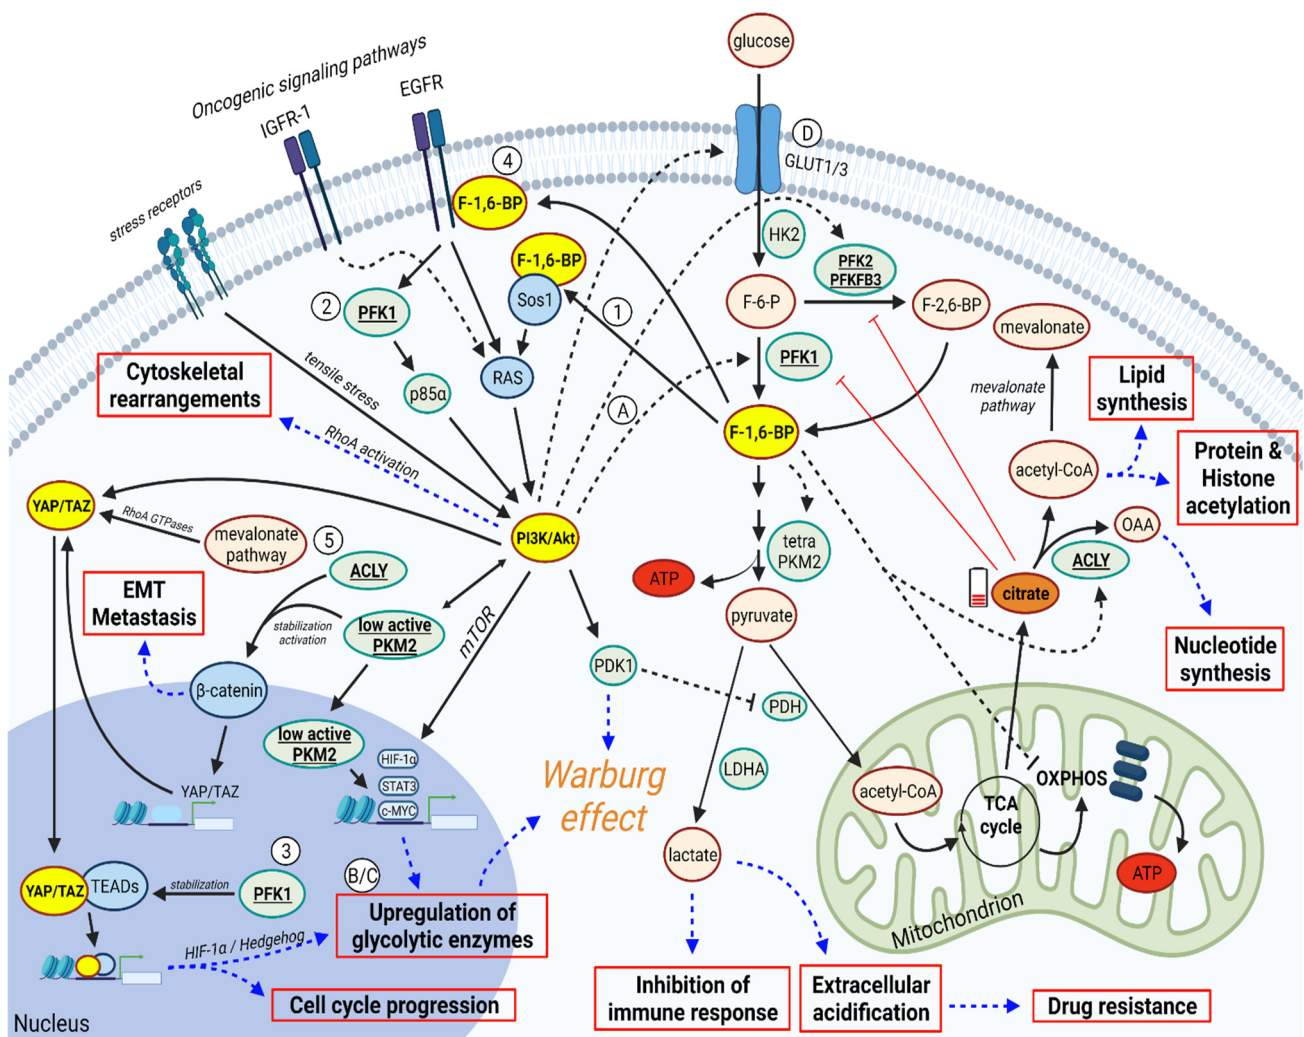 glucose
Oncogenic signaling pathways
IGFR-1
EGFR
stress receptors
4
D
GLUT1/3
F-1,6-BP
HK2
F-1,6-BP
Sos1
PFK2
PFKFB3
2
PFK1
1
F-6-P
F-2,6-BP
mevalonate
PFK1
Cytoskeletal
rearrangements
tensile stress
p85α
RAS
A
mevalonate
pathway
Lipid
synthesis
RhoA activation
F-1,6-BP
acetyl-CoA
Protein &
Histone
acetylation
YAP/TAZ
RhoA GTPases
mevalonate
pathway
5
PI3K/Akt
tetra
PKM2
OAA
ACLY
ACLY
ATP
citrate
EMT
Metastasis
stabilization
activation
low active
PKM2
mTOR
pyruvate
Nucleotide
synthesis
PDK1
β-catenin
PDH
low active
PKM2
HIF-1α
STAT3
c-MYC
LDHA
Warburg
effect
OXPHOS
YAP/TAZ
acetyl-CoA
TCA
cycle
lactate
ATP
3
YAP/TAZ
TEADs
stabilization
PFK1
B/C
Upregulation of
glycolytic enzymes
HIF-1α / Hedgehog
Mitochondrion
Inhibition of
immune response
Extracellular
acidification
Drug resistance
Cell cycle progression
Nucleus